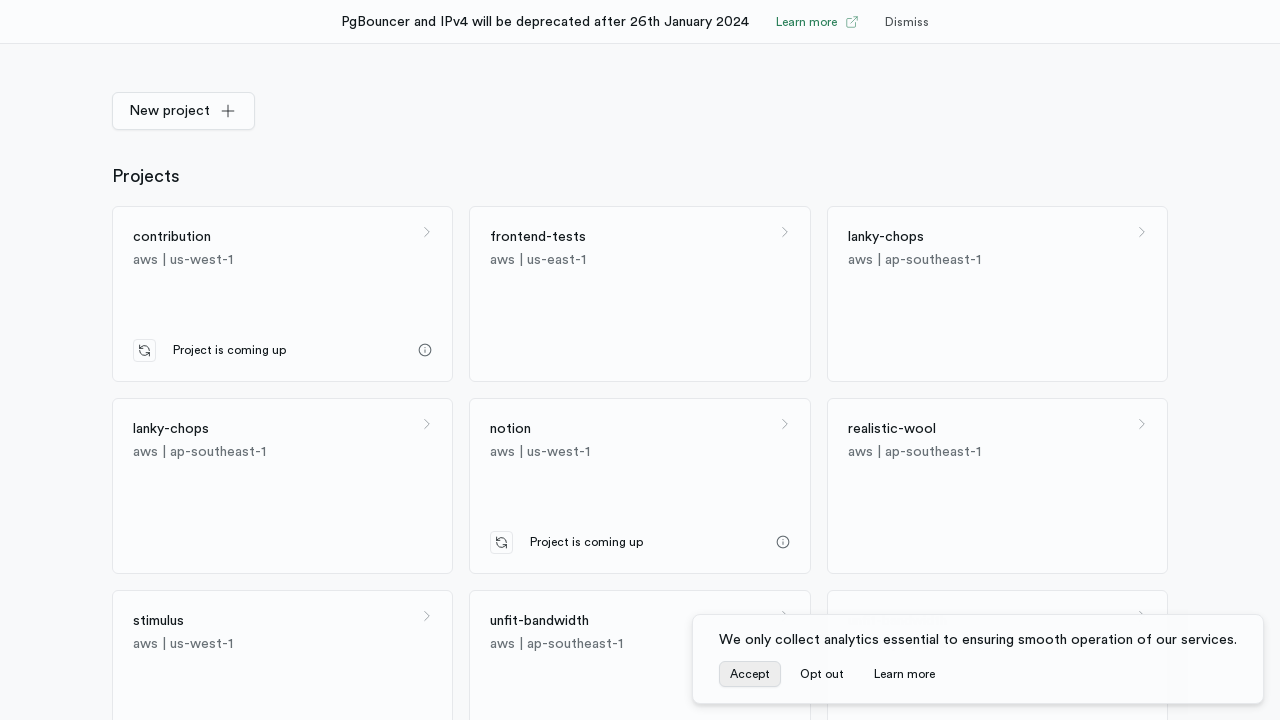 PgBouncer and IPv4 will be deprecated after 26th January 2024 Learn more Dismiss
New project
Projects
contribution
aws | us-west-1
Project is coming up
frontend-tests
aws | us-east-1
lanky-chops
aws | ap-southeast-1
lanky-chops
aws | ap-southeast-1
notion
aws | us-west-1
Project is coming up
realistic-wool
aws | ap-southeast-1
stimulus
aws | us-west-1
unfit-bandwidth
aws | ap-southeast-1
We only collect analytics essential to ensuring smooth operation of our services.
Accept Opt out Learn more